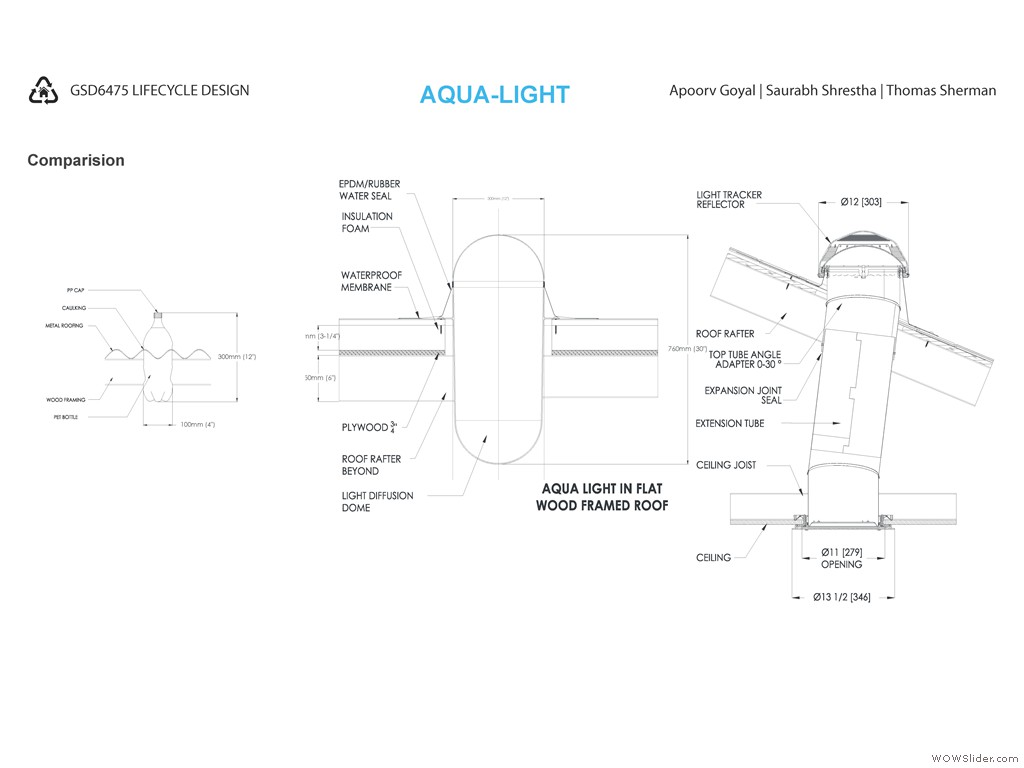 GSD6475 LIFECYCLE DESIGN
AQUA-LIGHT
Apoorv Goyal | Saurabh Shrestha | Thomas Sherman
Comparision
PP CAP
CAULKING
METAL ROOFING
WOOD FRAMING
PET BOTTLE
300mm (12")
100mm (4")
EPDM/RUBBER
WATER SEAL
INSULATION
FOAM
WATERPROOF
MEMBRANE
300mm (12")
mm (3-1/4")
50mm (6")
760mm (30")
PLYWOOD 3"/4
ROOF RAFTER
BEYOND
LIGHT DIFFUSION
DOME
AQUA LIGHT IN FLAT
WOOD FRAMED ROOF
LIGHT TRACKER
REFLECTOR
Ø12 [303]
ROOF RAFTER
TOP TUBE ANGLE
ADAPTER 0-30 °
EXPANSION JOINT
SEAL
EXTENSION TUBE
CEILING JOIST
CEILING
Ø11 [279]
OPENING
Ø13 1/2 [346]
WOWSlider.com